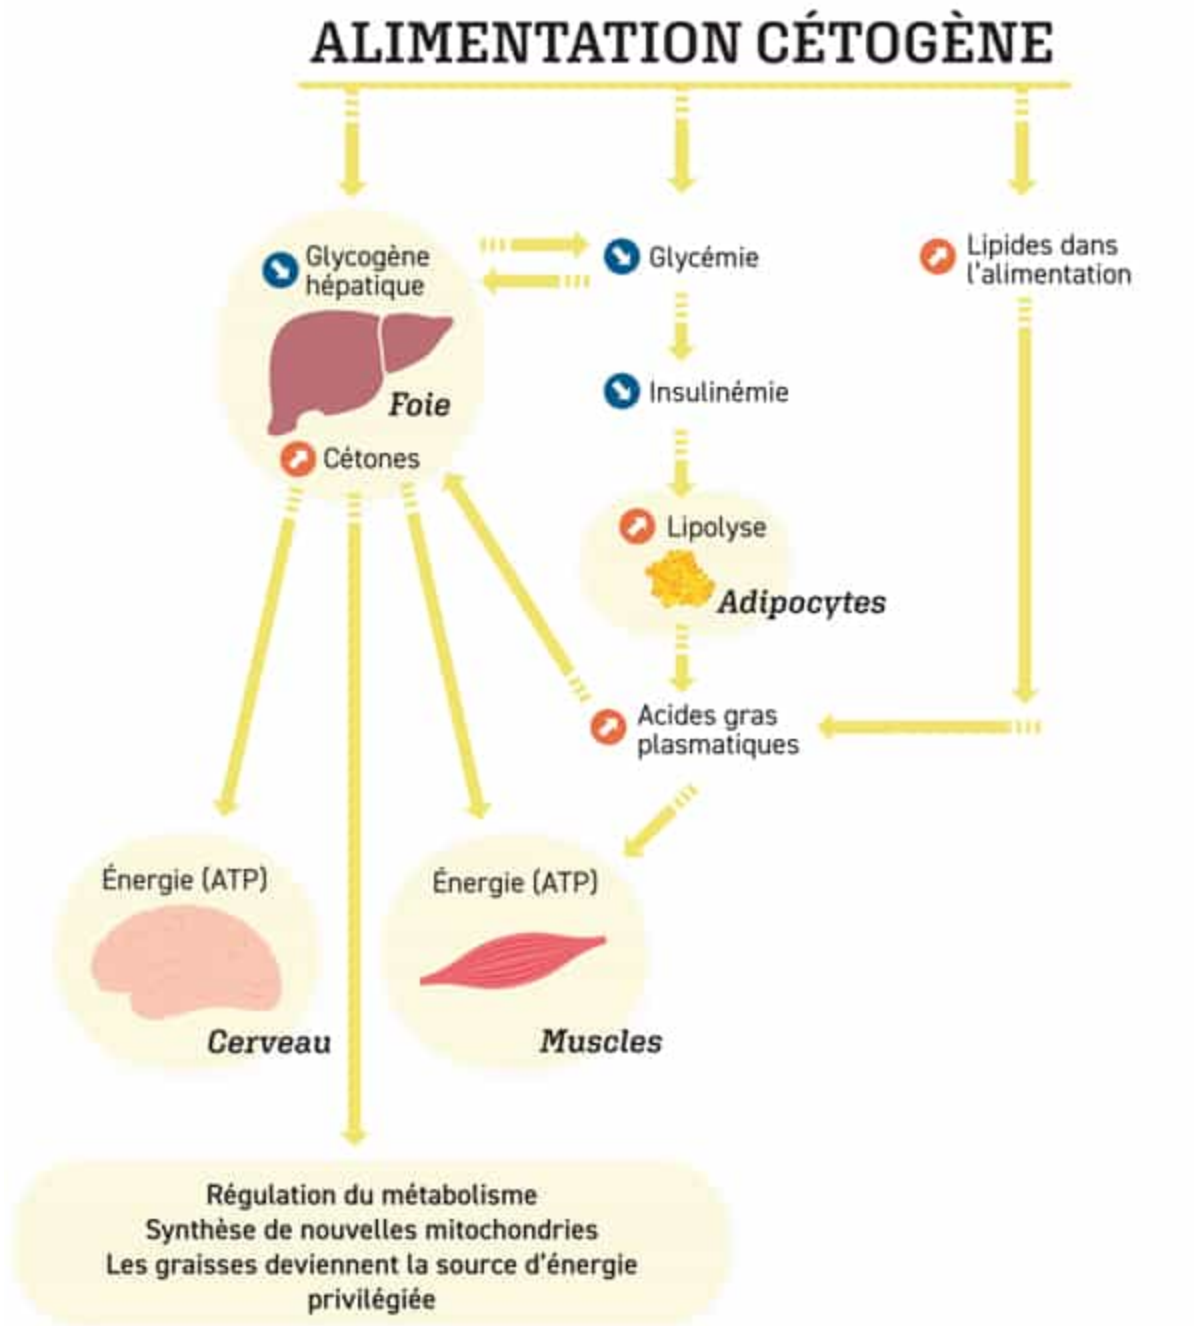 ALIMENTATION CÉTOGÈNE
Glycogène
hépatique
Foie
Cétones
Glycémie
Insulinémie
Lipolyse
Adipocytes
Lipides dans
l'alimentation
Acides gras
plasmatiques
Énergie (ATP)
Cerveau
Énergie (ATP)
Muscles
Régulation du métabolisme
Synthèse de nouvelles mitochondries
Les graisses deviennent la source d'énergie
privilégiée